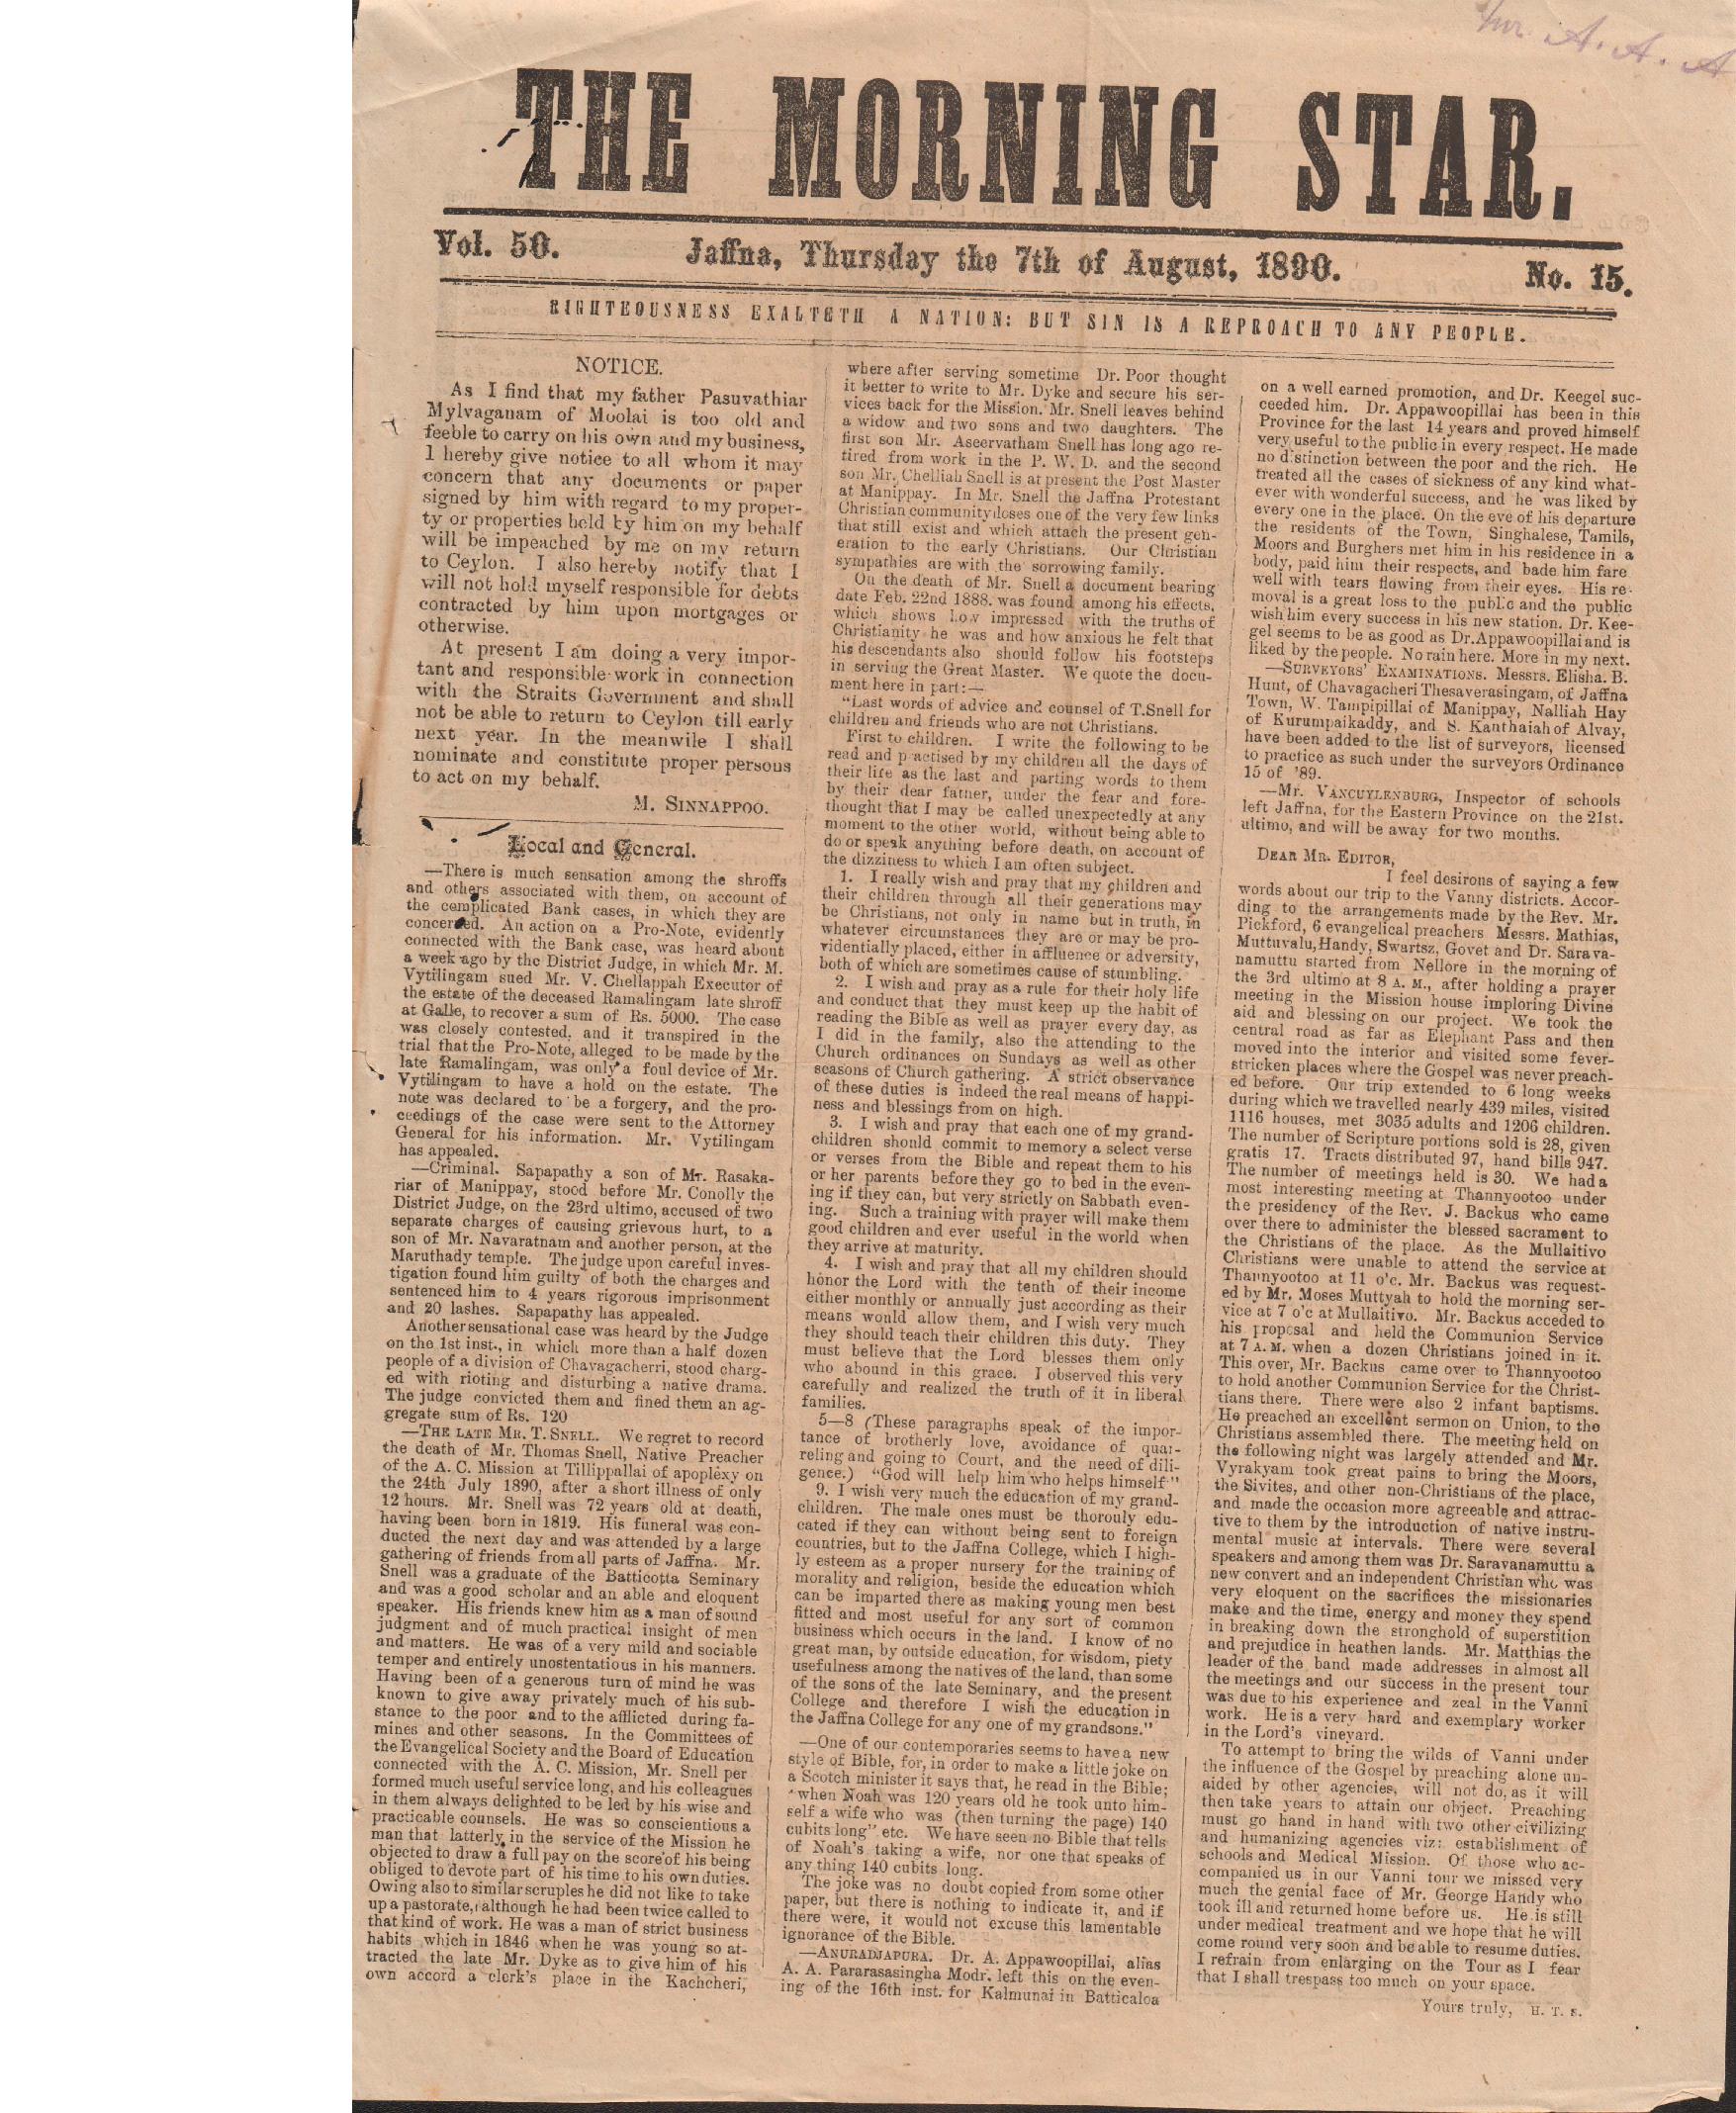 mr. A. A. A
THE MORNING STAR.
Vol. 50. Jaffna, Thursday the 7th of August, 1890. No. 15.
RIGHTEOUSNESS EXALTETH A NATION: BUT SIN IS A REPROACH TO ANY PEOPLE.
NOTICE.
As I find that my father Pasuvathiar
Mylvaganam of Moolai is too old and
feeble to carry on his own and my business,
I hereby give notice to all whom it may
concern that any documents or paper
signed by him with regard to my proper-
ty or properties held by him on my behalf
will be impeached by me on my return
to Ceylon. I also hereby notify that I
will not hold myself responsible for debts
contracted by him upon mortgages or
otherwise.
At present I am doing a very impor-
tant and responsible work in connection
with the Straits Government and shall
not be able to return to Ceylon till early
next year. In the meanwile I shall
nominate and constitute proper persons
to act on my behalf.
M. SINNAPPOO.
Local and General.
—There is much sensation among the shroffs
and others associated with them, on account of
the complicated Bank cases, in which they are
concerned. An action on a Pro-Note, evidently
connected with the Bank case, was heard about
a week ago by the District Judge, in which Mr. M.
Vytilingam sued Mr. V. Chellappah Executor of
the estate of the deceased Ramalingam late shroff
at Galle, to recover a sum of Rs. 5000. The case
was closely contested, and it transpired in the
trial that the Pro-Note, alleged to be made by the
late Ramalingam, was only a foul device of Mr.
Vytilingam to have a hold on the estate. The
note was declared to be a forgery, and the pro-
ceedings of the case were sent to the Attorney
General for his information. Mr. Vytilingam
has appealed.
—Criminal. Sapapathy a son of Mr. Rasaka-
riar of Manippay, stood before Mr. Conolly the
District Judge, on the 23rd ultimo, accused of two
separate charges of causing grievous hurt, to a
son of Mr. Navaratnam and another person, at the
Maruthady temple. The judge upon careful inves-
tigation found him guilty of both the charges and
sentenced him to 4 years rigorous imprisonment
and 20 lashes. Sapapathy has appealed.
Another sensational case was heard by the Judge
on the 1st inst., in which more than a half dozen
people of a division of Chavagacherri, stood charg-
ed with rioting and disturbing a native drama.
The judge convicted them and fined them an ag-
gregate sum of Rs. 120
—THE LATE MR. T. SNELL. We regret to record
the death of Mr. Thomas Snell, Native Preacher
of the A. C. Mission at Tillippallai of apoplexy on
the 24th July 1890, after a short illness of only
12 hours. Mr. Snell was 72 years old at death,
having been born in 1819. His funeral was con-
ducted the next day and was attended by a large
gathering of friends from all parts of Jaffna. Mr.
Snell was a graduate of the Batticotta Seminary
and was a good scholar and an able and eloquent
speaker. His friends knew him as a man of sound
judgment and of much practical insight of men
and matters. He was of a very mild and sociable
temper and entirely unostentatious in his manners.
Having been of a generous turn of mind he was
known to give away privately much of his sub-
stance to the poor and to the afflicted during fa-
mines and other seasons. In the Committees of
the Evangelical Society and the Board of Education
connected with the A. C. Mission, Mr. Snell per
formed much useful service long, and his colleagues
in them always delighted to be led by his wise and
practicable counsels. He was so conscientious a
man that latterly in the service of the Mission he
objected to draw a full pay on the score of his being
obliged to devote part of his time to his own duties.
Owing also to similar scruples he did not like to take
up a pastorate, although he had been twice called to
that kind of work. He was a man of strict business
habits which in 1846 when he was young so at-
tracted the late Mr. Dyke as to give him of his
own accord a clerk's place in the Kachcheri,
where after serving sometime Dr. Poor thought
it better to write to Mr. Dyke and secure his ser-
vices back for the Mission. Mr. Snell leaves behind
a widow and two sons and two daughters. The
first son Mr. Aseervatham Snell has long ago re-
tired from work in the P. W. D. and the second
son Mr. Chelliah Snell is at present the Post Master
at Manippay. In Mr. Snell the Jaffna Protestant
Christian community loses one of the very few links
that still exist and which attach the present gen-
eration to the early Christians. Our Christian
sympathies are with the sorrowing family.
On the death of Mr. Snell a document bearing
date Feb. 22nd 1888. was found among his effects,
which shows how impressed with the truths of
Christianity he was and how anxious he felt that
his descendants also should follow his footsteps
in serving the Great Master. We quote the docu-
ment here in part:—
"Last words of advice and counsel of T. Snell for
children and friends who are not Christians.
First to children. I write the following to be
read and practised by my children all the days of
their life as the last and parting words to them
by their dear father, under the fear and fore-
thought that I may be called unexpectedly at any
moment to the other world, without being able to
do or speak anything before death, on account of
the dizziness to which I am often subject.
1. I really wish and pray that my children and
their children through all their generations may
be Christians, not only in name but in truth, in
whatever circumstances they are or may be pro-
videntially placed, either in affluence or adversity,
both of which are sometimes cause of stumbling.
2. I wish and pray as a rule for their holy life
and conduct that they must keep up the habit of
reading the Bible as well as prayer every day, as
I did in the family, also the attending to the
Church ordinances on Sundays as well as other
seasons of Church gathering. A strict observance
of these duties is indeed the real means of happi-
ness and blessings from on high.
3. I wish and pray that each one of my grand-
children should commit to memory a select verse
or verses from the Bible and repeat them to his
or her parents before they go to bed in the even-
ing if they can, but very strictly on Sabbath even-
ing. Such a training with prayer will make them
good children and ever useful in the world when
they arrive at maturity.
4. I wish and pray that all my children should
honor the Lord with the tenth of their income
either monthly or annually just according as their
means would allow them, and I wish very much
they should teach their children this duty. They
must believe that the Lord blesses them only
who abound in this grace. I observed this very
carefully and realized the truth of it in liberal
families.
5—8 (These paragraphs speak of the impor-
tance of brotherly love, avoidance of quar-
reling and going to Court, and the need of dili-
gence.) "God will help him who helps himself"
9. I wish very much the education of my grand-
children. The male ones must be thorouly edu-
cated if they can without being sent to foreign
countries, but to the Jaffna College, which I high-
ly esteem as a proper nursery for the training of
morality and religion, beside the education which
can be imparted there as making young men best
fitted and most useful for any sort of common
business which occurs in the land. I know of no
great man, by outside education, for wisdom, piety
usefulness among the natives of the land, than some
of the sons of the late Seminary, and the present
College and therefore I wish the education in
the Jaffna College for any one of my grandsons."
—One of our contemporaries seems to have a new
style of Bible, for, in order to make a little joke on
a Scotch minister it says that, he read in the Bible;
"when Noah was 120 years old he took unto him-
self a wife who was (then turning the page) 140
cubits long" etc. We have seen no Bible that tells
of Noah's taking a wife, nor one that speaks of
any thing 140 cubits long.
The joke was no doubt copied from some other
paper, but there is nothing to indicate it, and if
there were, it would not excuse this lamentable
ignorance of the Bible.
—ANURADJAPURA. Dr. A. Appawoopillai, alias
A. A. Pararasasingha Modr. left this on the even-
ing of the 16th inst. for Kalmunai in Batticaloa
on a well earned promotion, and Dr. Keegel suc-
ceeded him. Dr. Appawoopillai has been in this
Province for the last 14 years and proved himself
very useful to the public in every respect. He made
no distinction between the poor and the rich. He
treated all the cases of sickness of any kind what-
ever with wonderful success, and he was liked by
every one in the place. On the eve of his departure
the residents of the Town, Singhalese, Tamils,
Moors and Burghers met him in his residence in a
body, paid him their respects, and bade him fare
well with tears flowing from their eyes. His re-
moval is a great loss to the public and the public
wish him every success in his new station. Dr. Kee-
gel seems to be as good as Dr. Appawoopillai and is
liked by the people. No rain here. More in my next.
—SURVEYORS' EXAMINATIONS. Messrs. Elisha. B.
Hunt, of Chavagacheri Thesaverasingam, of Jaffna
Town, W. Tampipillai of Manippay, Nalliah Hay
of Kurumpaikaddy, and S. Kanthaiah of Alvay,
have been added to the list of surveyors, licensed
to practice as such under the surveyors Ordinance
15 of '89.
—Mr. VANCUYLENBURG, Inspector of schools
left Jaffna, for the Eastern Province on the 21st.
ultimo, and will be away for two months.
DEAR MR. EDITOR,
I feel desirons of saying a few
words about our trip to the Vanny districts. Accor-
ding to the arrangements made by the Rev. Mr.
Pickford, 6 evangelical preachers Messrs. Mathias,
Muttuvalu, Handy, Swartsz, Govet and Dr. Sarava-
namuttu started from Nellore in the morning of
the 3rd ultimo at 8 A. M., after holding a prayer
meeting in the Mission house imploring Divine
aid and blessing on our project. We took the
central road as far as Elephant Pass and then
moved into the interior and visited some fever-
stricken places where the Gospel was never preach-
ed before. Our trip extended to 6 long weeks
during which we travelled nearly 439 miles, visited
1116 houses, met 3035 adults and 1206 children.
The number of Scripture portions sold is 28, given
gratis 17. Tracts distributed 97, hand bills 947.
The number of meetings held is 30. We had a
most interesting meeting at Thannyootoo under
the presidency of the Rev. J. Backus who came
over there to administer the blessed sacrament to
the Christians of the place. As the Mullaitivo
Christians were unable to attend the service at
Thannyootoo at 11 o'c. Mr. Backus was request-
ed by Mr. Moses Muttyah to hold the morning ser-
vice at 7 o'c at Mullaitivo. Mr. Backus acceded to
his proposal and held the Communion Service
at 7 A. M. when a dozen Christians joined in it.
This over, Mr. Backus came over to Thannyootoo
to hold another Communion Service for the Christ-
tians there. There were also 2 infant baptisms.
He preached an excellent sermon on Union, to the
Christians assembled there. The meeting held on
the following night was largely attended and Mr.
Vyrakyam took great pains to bring the Moors,
the Sivites, and other non-Christians of the place,
and made the occasion more agreeable and attrac-
tive to them by the introduction of native instru-
mental music at intervals. There were several
speakers and among them was Dr. Saravanamuttu a
new convert and an independent Christian who was
very eloquent on the sacrifices the missionaries
make and the time, energy and money they spend
in breaking down the stronghold of superstition
and prejudice in heathen lands. Mr. Matthias the
leader of the band made addresses in almost all
the meetings and our success in the present tour
was due to his experience and zeal in the Vanni
work. He is a very hard and exemplary worker
in the Lord's vineyard.
To attempt to bring the wilds of Vanni under
the influence of the Gospel by preaching alone un-
aided by other agencies, will not do, as it will
then take years to attain our object. Preaching
must go hand in hand with two other civilizing
and humanizing agencies viz: establishment of
schools and Medical Mission. Of those who ac-
companied us in our Vanni tour we missed very
much the genial face of Mr. George Handy who
took ill and returned home before us. He is still
under medical treatment and we hope that he will
come round very soon and be able to resume duties.
I refrain from enlarging on the Tour as I fear
that I shall trespass too much on your space.
Yours truly, H. T. S.